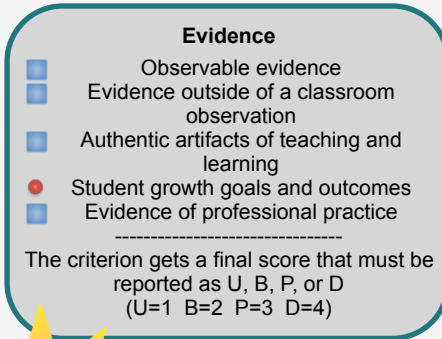 Evidence
Observable evidence
Evidence outside of a classroom
observation
Authentic artifacts of teaching and
learning
Student growth goals and outcomes
Evidence of professional practice
--------------------------------
The criterion gets a final score that must be
reported as U, B, P, or D
(U=1 B=2 P=3 D=4)